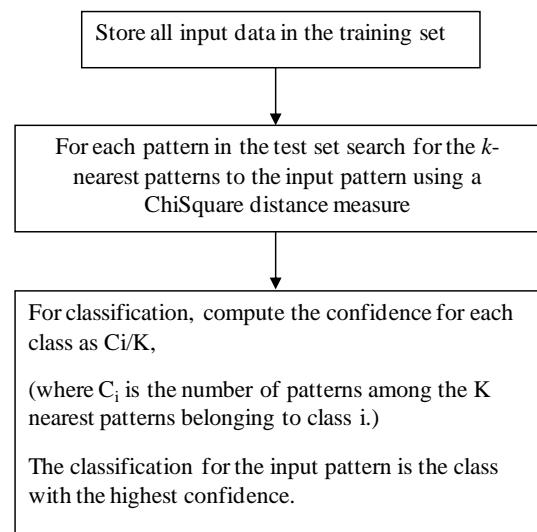 Store all input data in the training set
For each pattern in the test set search for the k-
nearest patterns to the input pattern using a
ChiSquare distance measure
For classification, compute the confidence for each
class as Ci/K,
(where Ci is the number of patterns among the K
nearest patterns belonging to class i.)
The classification for the input pattern is the class
with the highest confidence.